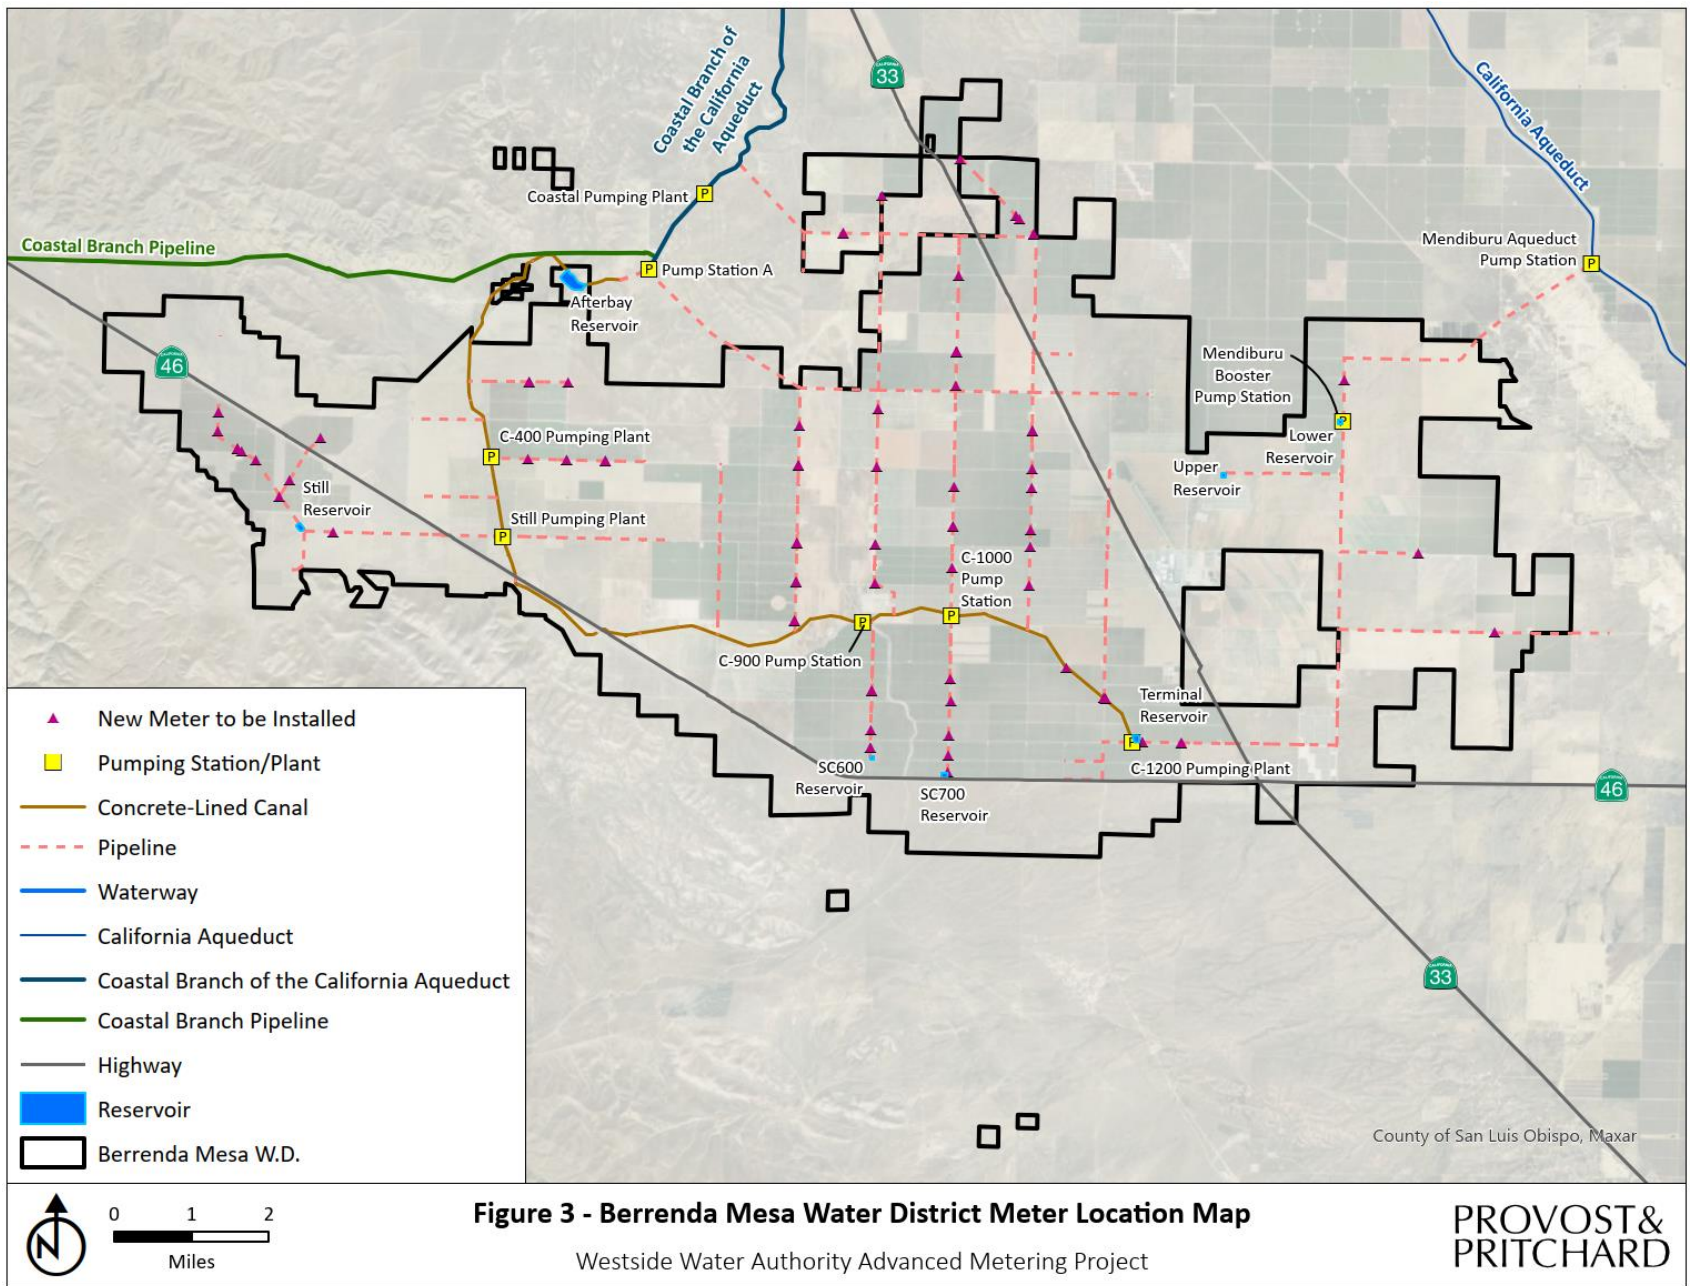 Coastal Branch of
the California
Aqueduct
CALIFORNIA
33
California Aqueduct
Coastal Pumping Plant
P
Coastal Branch Pipeline
P
Pump Station A
Mendiburu Aqueduct
Pump Station
P
Afterbay
Reservoir
CALIFORNIA
46
Mendiburu
Booster
Pump Station
P
Lower
Reservoir
Upper
Reservoir
C-400 Pumping Plant
P
Still
Reservoir
Still Pumping Plant
P
C-1000
Pump
Station
P
P
C-900 Pump Station
Terminal
Reservoir
P
C-1200 Pumping Plant
SC600
Reservoir
SC700
Reservoir
CALIFORNIA
46
CALIFORNIA
33
New Meter to be Installed
Pumping Station/Plant
Concrete-Lined Canal
Pipeline
Waterway
California Aqueduct
Coastal Branch of the California Aqueduct
Coastal Branch Pipeline
Highway
Reservoir
Berrenda Mesa W.D.
County of San Luis Obispo, Maxar
N
0 1 2
Miles
Figure 3 - Berrenda Mesa Water District Meter Location Map
Westside Water Authority Advanced Metering Project
PROVOST&
PRITCHARD